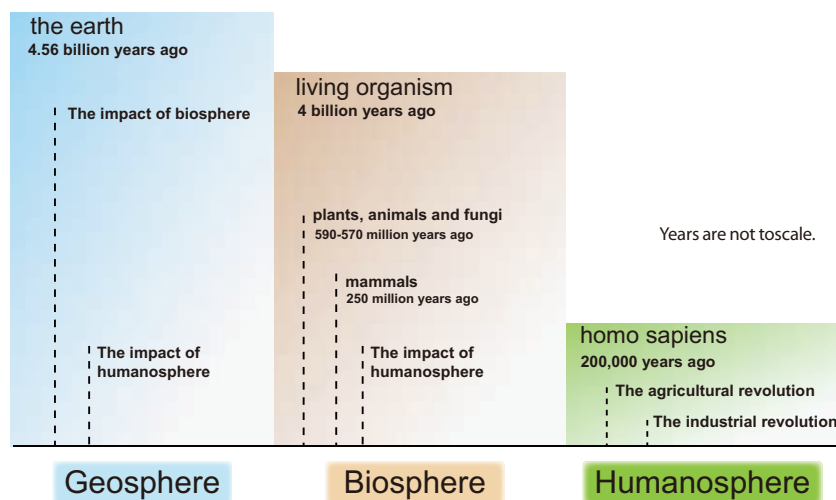 the earth
4.56 billion years ago
The impact of biosphere
The impact of
humanosphere
living organism
4 billion years ago
plants, animals and fungi
590-570 million years ago
mammals
250 million years ago
The impact of
humanosphere
Years are not toscale.
homo sapiens
200,000 years ago
The agricultural revolution
The industrial revolution
Geosphere
Biosphere
Humanosphere